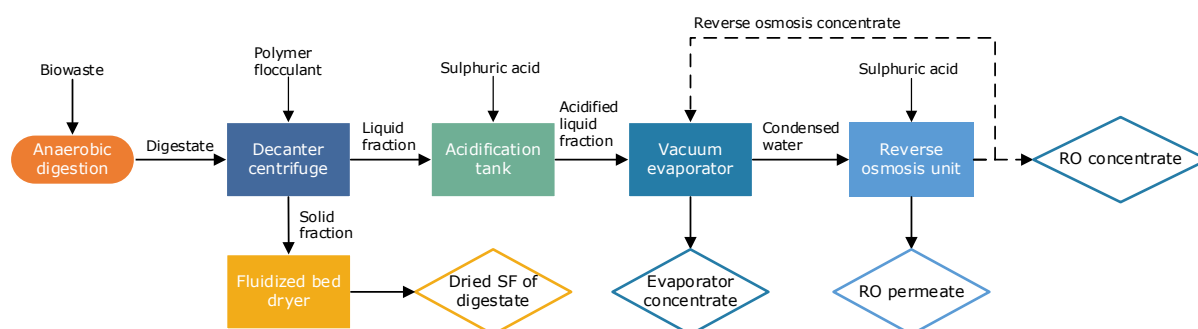 Reverse osmosis concentrate
Biowaste
Polymer
flocculant
Sulphuric acid
Sulphuric acid
Anaerobic
digestion
Digestate
Decanter
centrifuge
Liquid
fraction
Acidification
tank
Acidified
liquid
fraction
Vacuum
evaporator
Condensed
water
Reverse
osmosis unit
RO concentrate
Solid
fraction
Fluidized bed
dryer
Dried SF of
digestate
Evaporator
concentrate
RO permeate